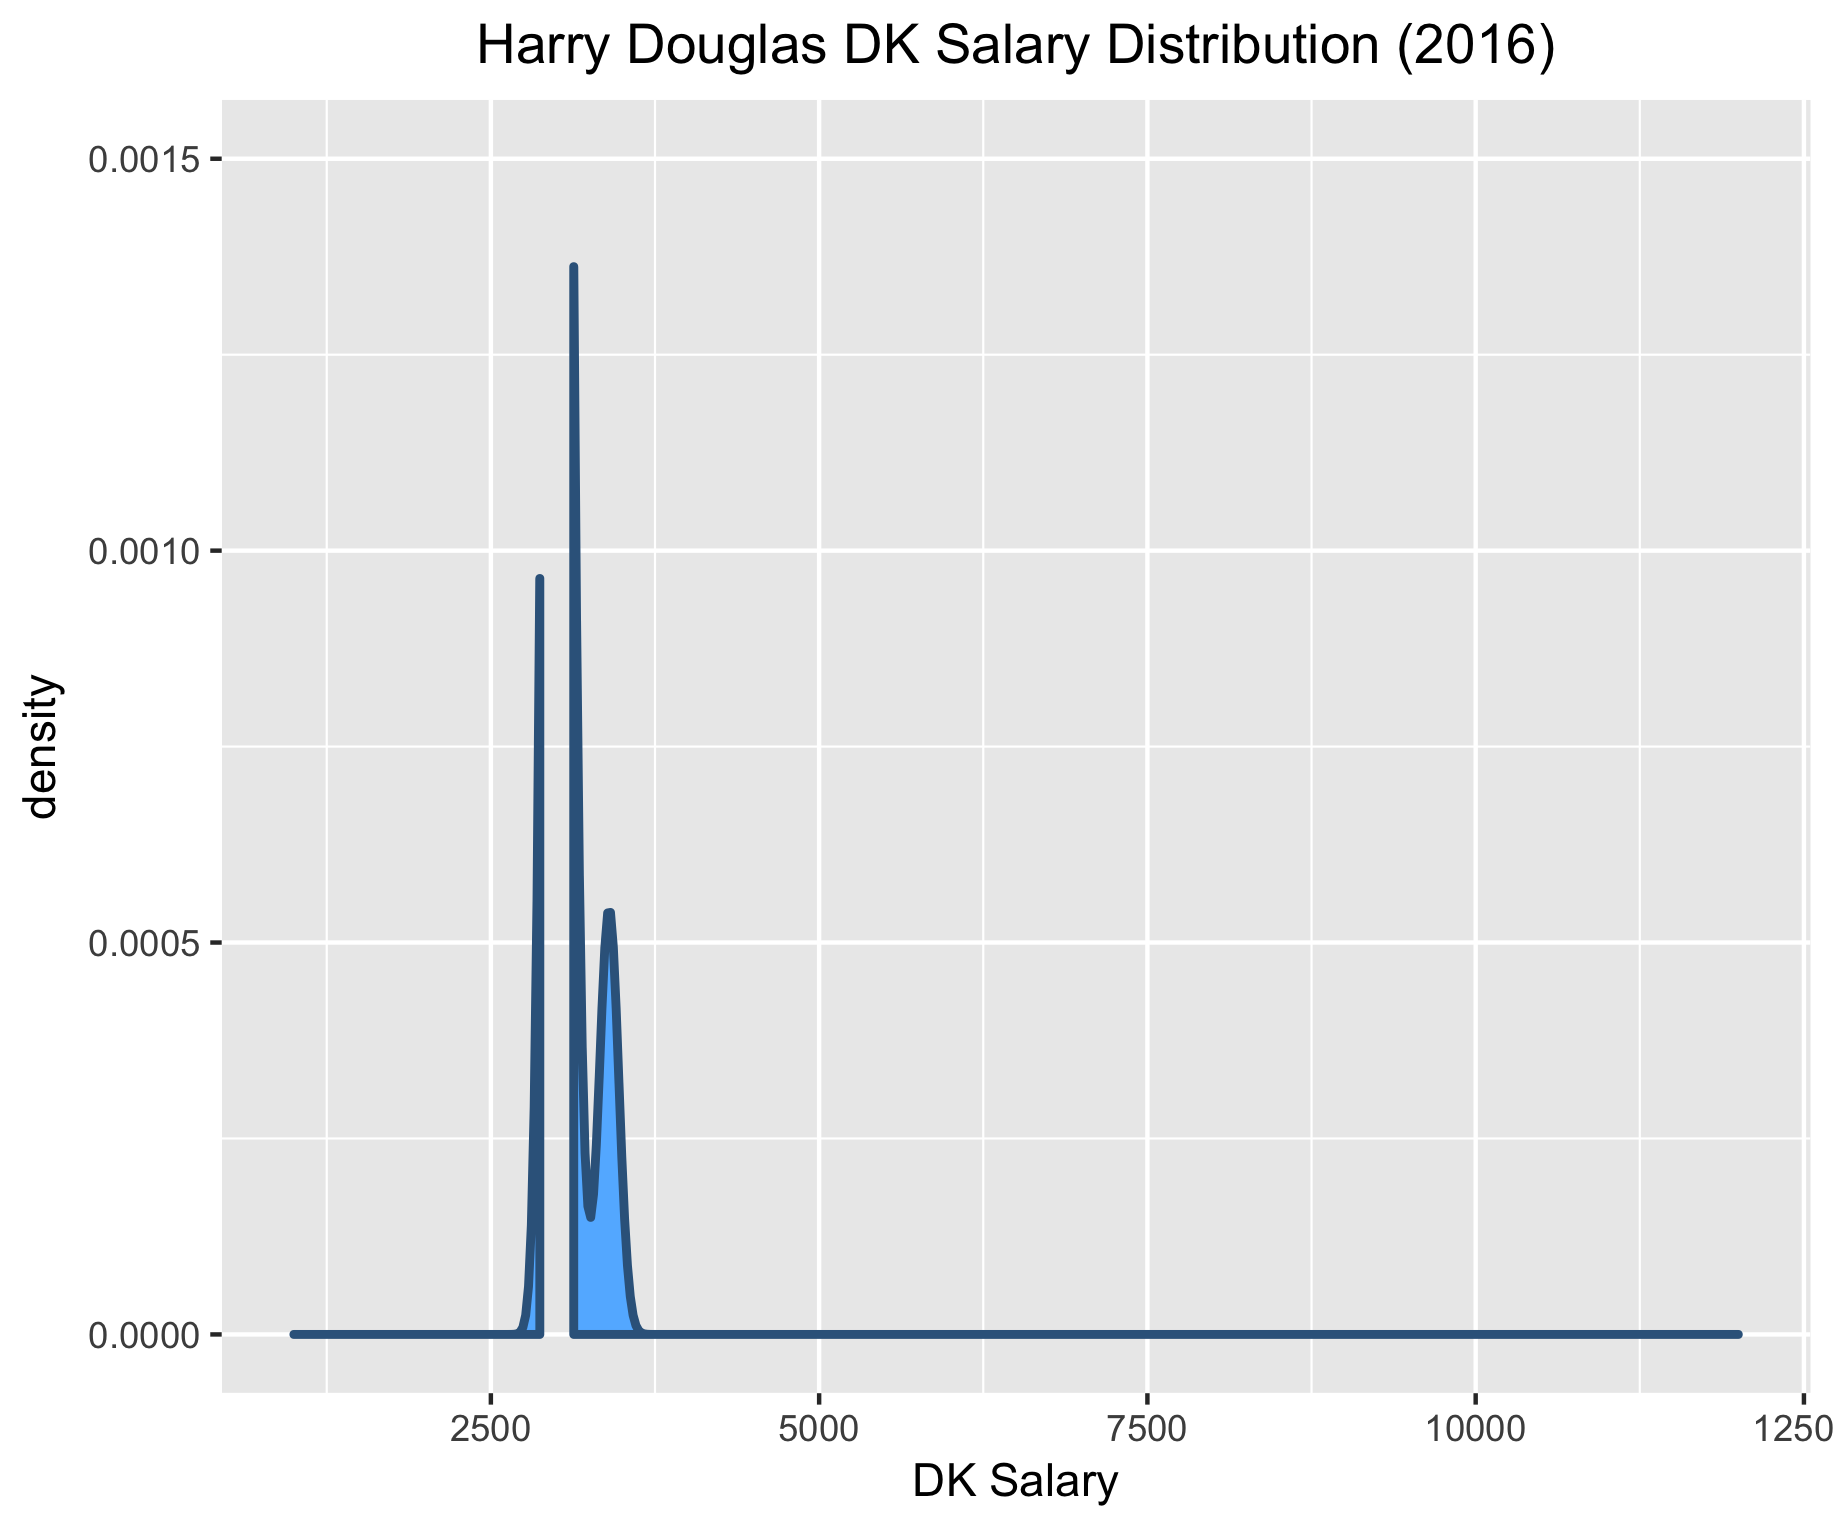 Harry Douglas DK Salary Distribution (2016)
0.0015
0.0010
0.0005
0.0000
density
2500 5000 7500 10000 1250
DK Salary